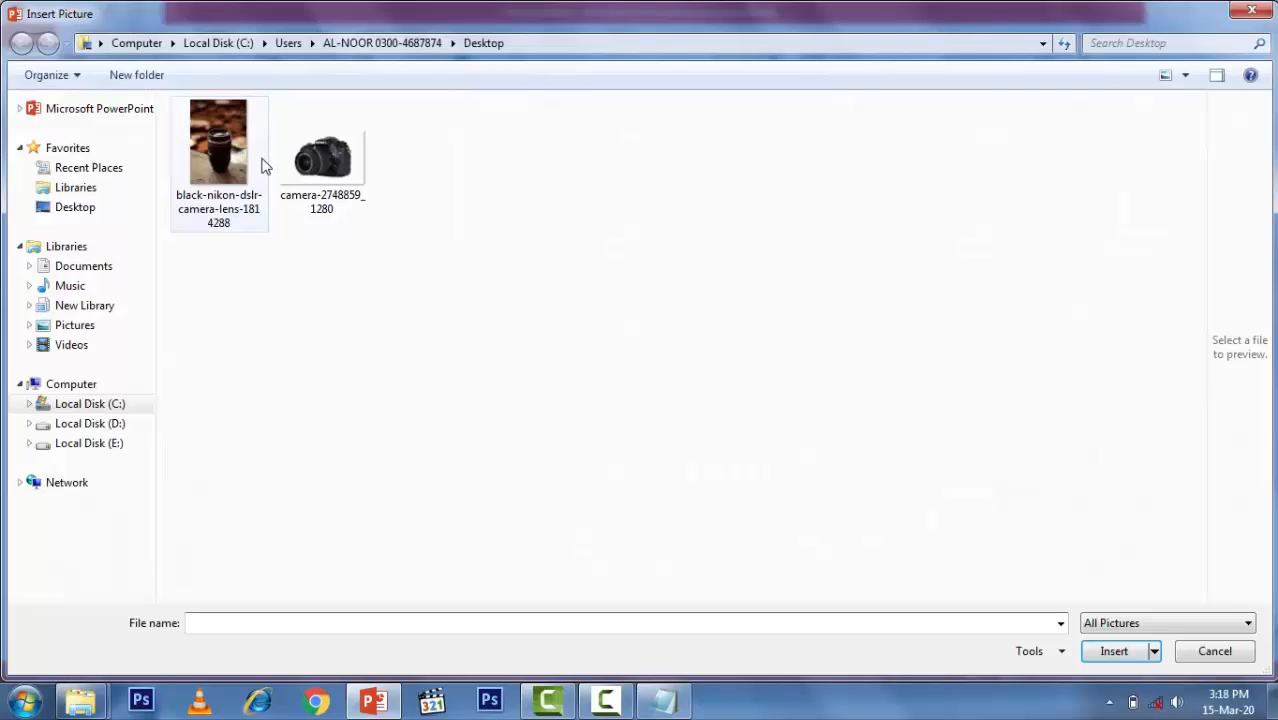 Insert Picture
Computer Local Disk (C:) Users AL-NOOR 0300-4687874 Desktop
Search Desktop
Organize New folder
Microsoft PowerPoint
Favorites
Recent Places
Libraries
Desktop
Libraries
Documents
Music
New Library
Pictures
Videos
Computer
Local Disk (C:)
Local Disk (D:)
Local Disk (E:)
Network
black-nikon-dslr-
camera-lens-181
4288
camera-2748859_
1280
Select a file
to preview.
File name:
All Pictures
Tools
Insert
Cancel
Ps
321
Ps
3:18 PM
15-Mar-20